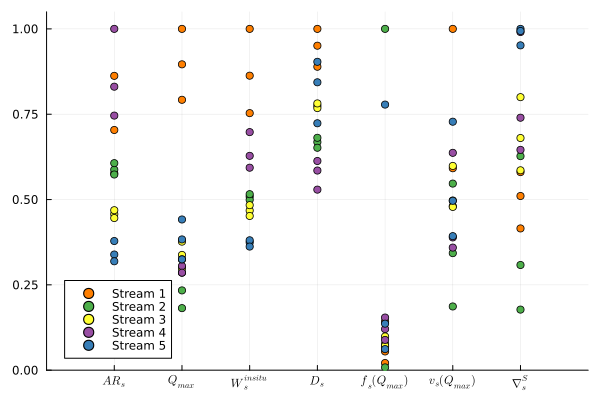 1.00
0.75
0.50
0.25
0.00
Stream 1
Stream 2
Stream 3
Stream 4
Stream 5
AR_s Q_max W_s^insitu D_s f_s(Q_max) v_s(Q_max) ∇_s^S